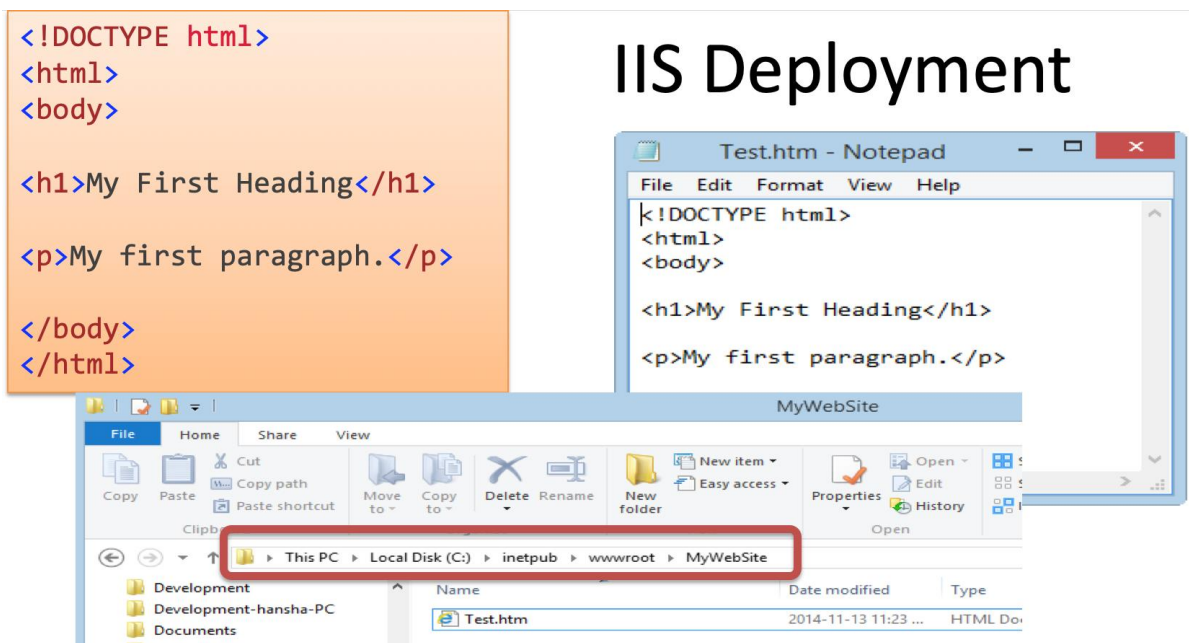 <!DOCTYPE html>
<html>
<body>
<h1>My First Heading</h1>
<p>My first paragraph.</p>
</body>
</html>
IIS Deployment
Test.htm - Notepad
File Edit Format View Help
<!DOCTYPE html>
<html>
<body>
<h1>My First Heading</h1>
<p>My first paragraph.</p>
MyWebSite
File Home Share View
Copy
Paste
Cut
Copy path
Paste shortcut
Move to
Copy to
Delete
Rename
New folder
New item
Easy access
Properties
Open
Edit
History
Open
This PC Local Disk (C:) inetpub wwwroot MyWebSite
Development
Development-hansha-PC
Documents
Name Date modified Type
Test.htm 2014-11-13 11:23 ... HTML